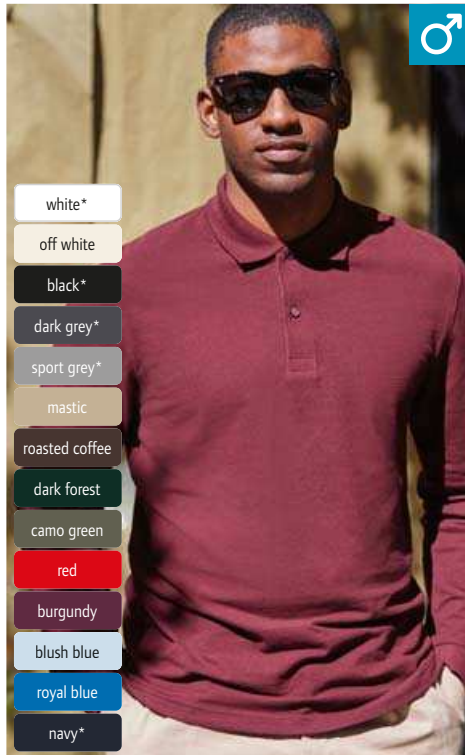 white*
off white
black*
dark grey*
sport grey*
mastic
roasted coffee
dark forest
camo green
red
burgundy
blush blue
royal blue
navy*